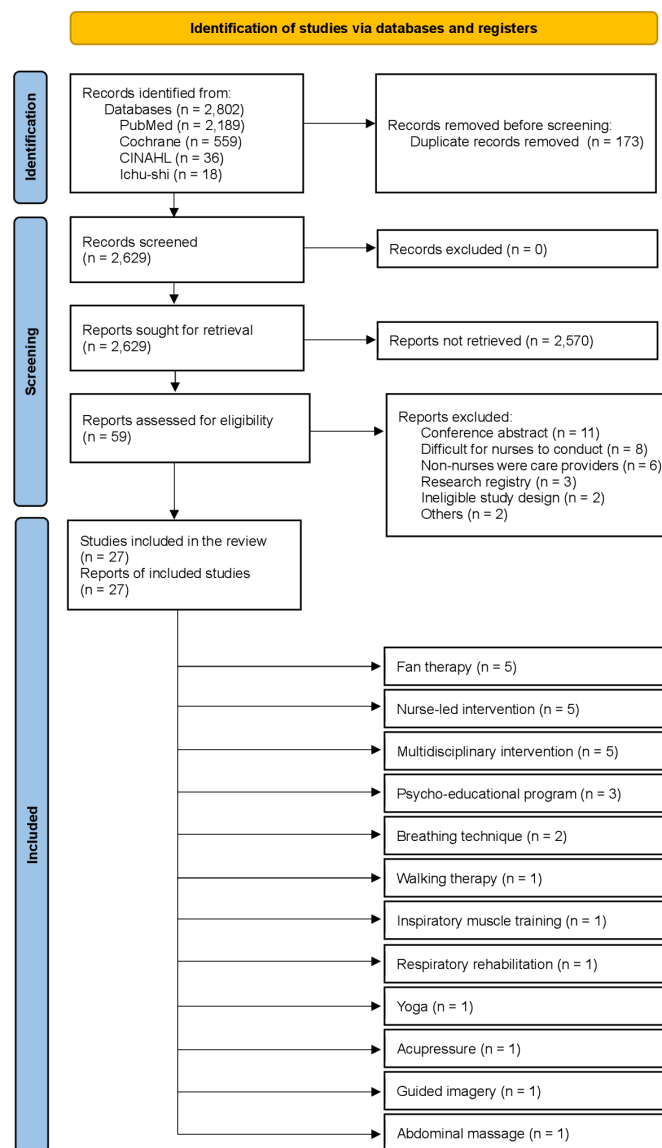 Identification of studies via databases and registers
Identification
Records identified from:
Databases (n = 2,802)
PubMed (n = 2,189)
Cochrane (n = 559)
CINAHL (n = 36)
Ichu-shi (n = 18)
Records removed before screening:
Duplicate records removed (n = 173)
Screening
Records screened
(n = 2,629)
Records excluded (n = 0)
Reports sought for retrieval
(n = 2,629)
Reports not retrieved (n = 2,570)
Reports assessed for eligibility
(n = 59)
Reports excluded:
Conference abstract (n = 11)
Difficult for nurses to conduct (n = 8)
Non-nurses were care providers (n = 6)
Research registry (n = 3)
Ineligible study design (n = 2)
Others (n = 2)
Included
Studies included in the review
(n = 27)
Reports of included studies
(n = 27)
Fan therapy (n = 5)
Nurse-led intervention (n = 5)
Multidisciplinary intervention (n = 5)
Psycho-educational program (n = 3)
Breathing technique (n = 2)
Walking therapy (n = 1)
Inspiratory muscle training (n = 1)
Respiratory rehabilitation (n = 1)
Yoga (n = 1)
Acupressure (n = 1)
Guided imagery (n = 1)
Abdominal massage (n = 1)